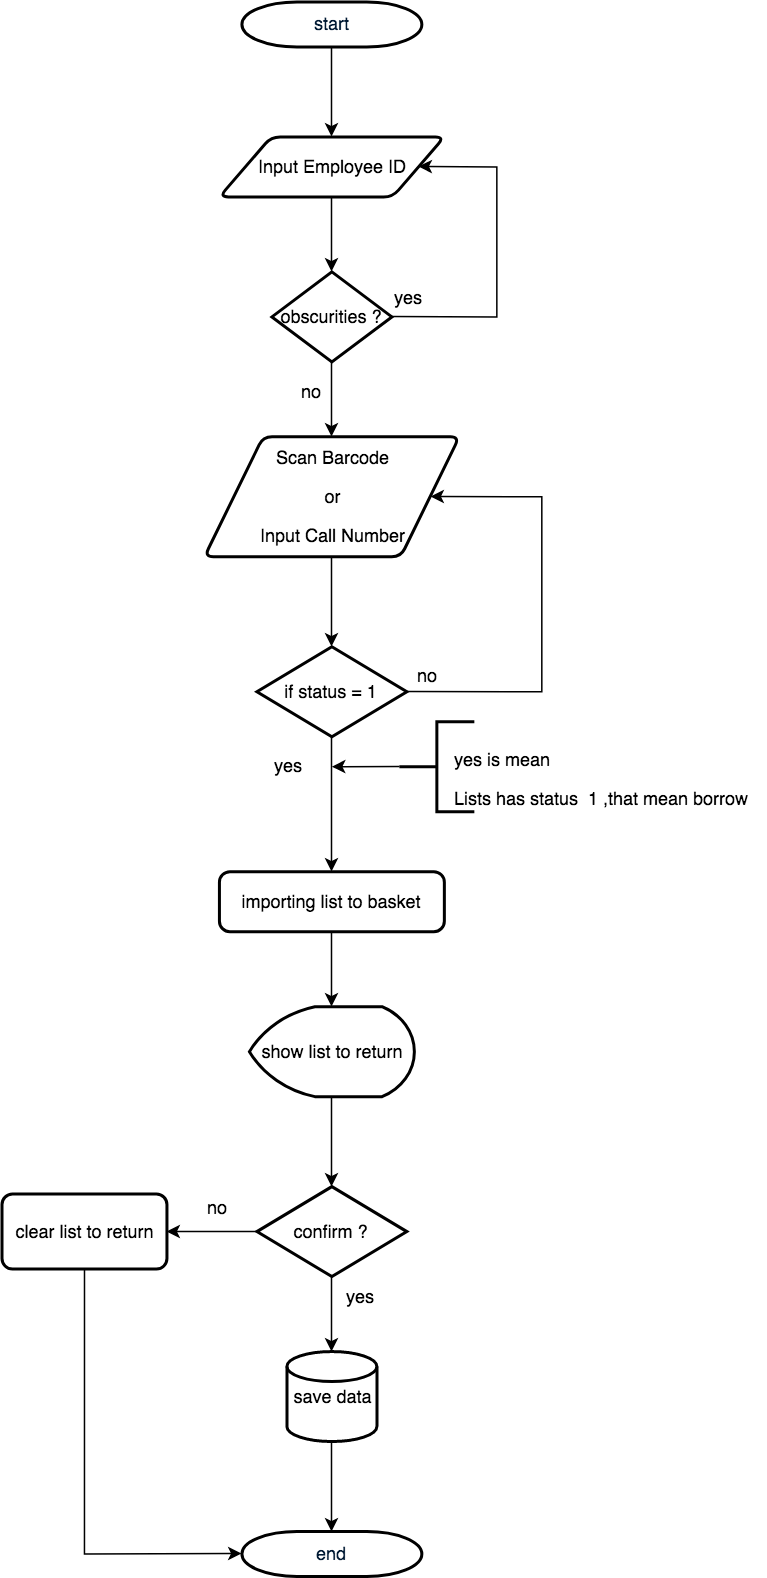 start
Input Employee ID
obscurities ?
yes
no
Scan Barcode
or
Input Call Number
if status = 1
no
yes
yes is mean
Lists has status  1 ,that mean borrow
importing list to basket
show list to return
confirm ?
no
clear list to return
yes
save data
end